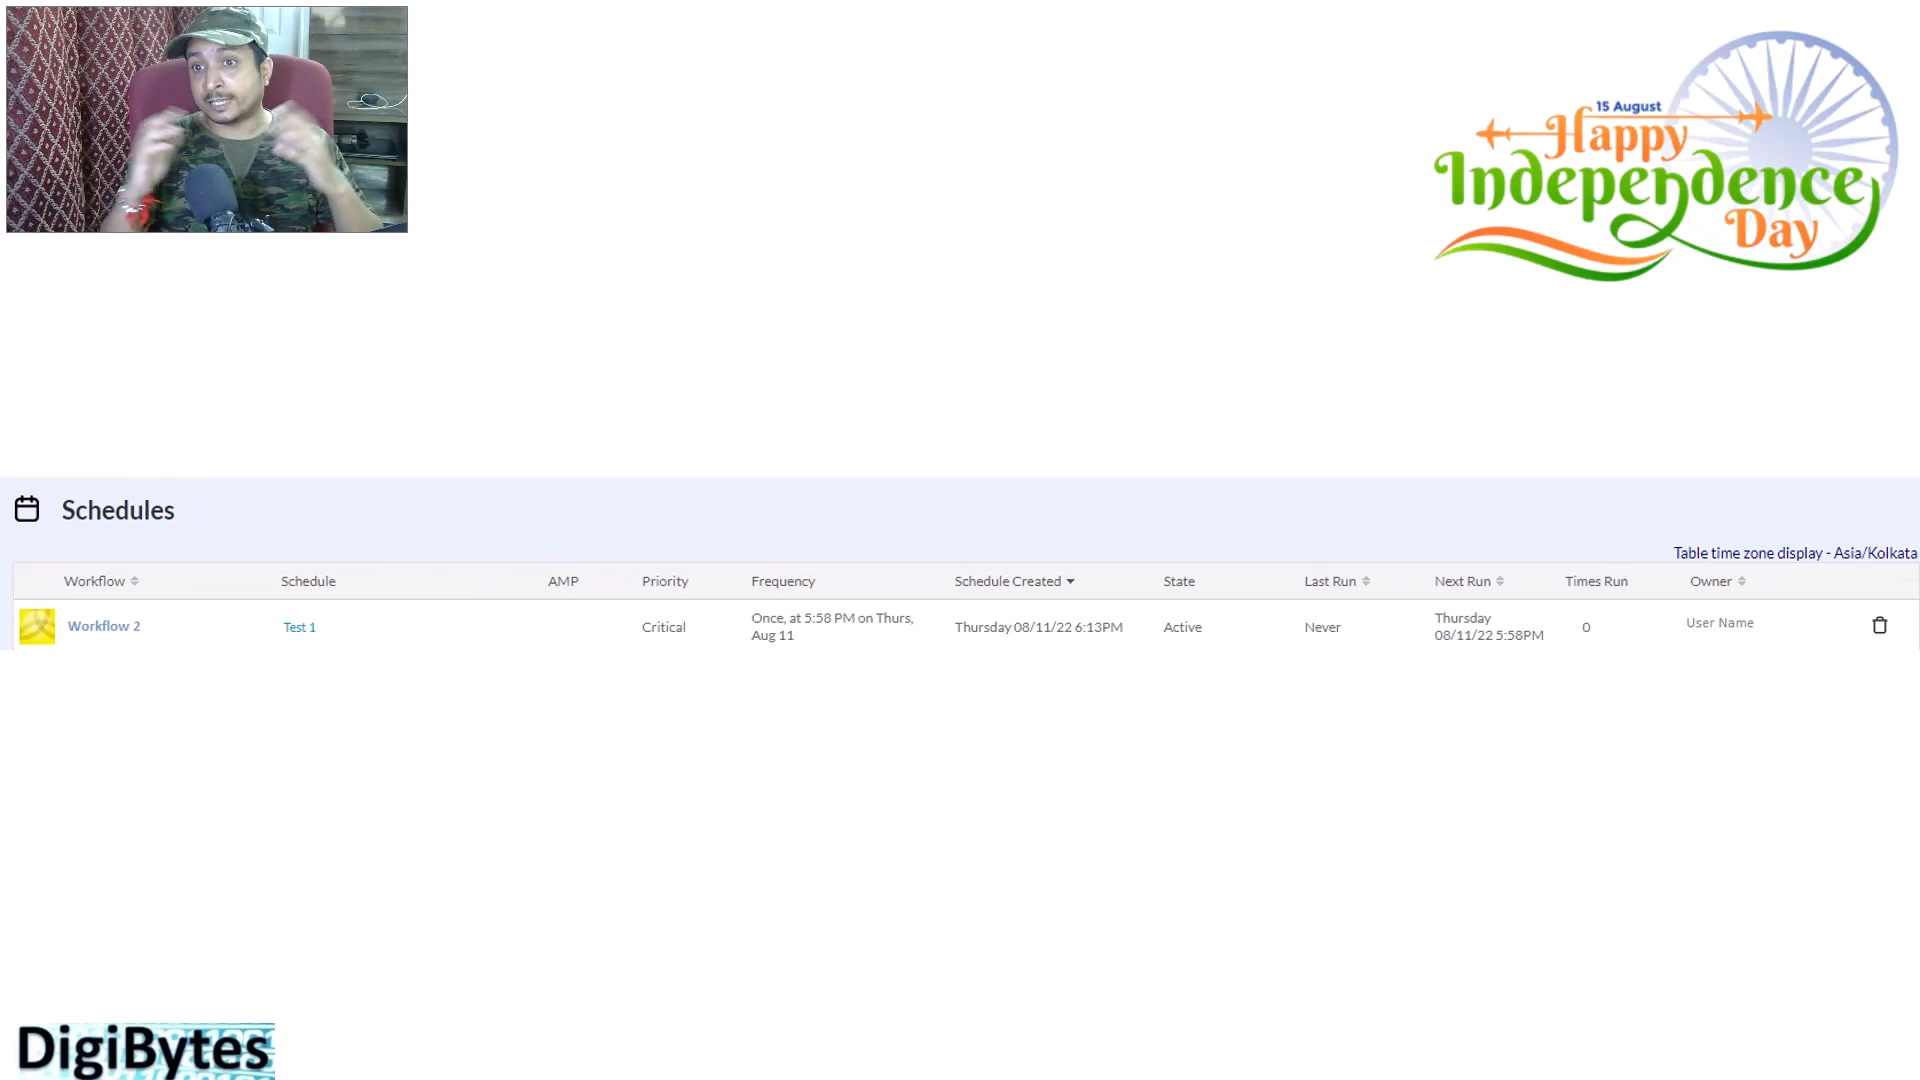 15 August
Happy
Independence
Day
Schedules
Table time zone display - Asia/Kolkata
Workflow Schedule AMP Priority Frequency Schedule Created State Last Run Next Run Times Run Owner
Workflow 2 Test 1 Critical Once, at 5:58 PM on Thurs, Aug 11 Thursday 08/11/22 6:13PM Active Never Thursday 08/11/22 5:58PM 0 User Name
DigiBytes